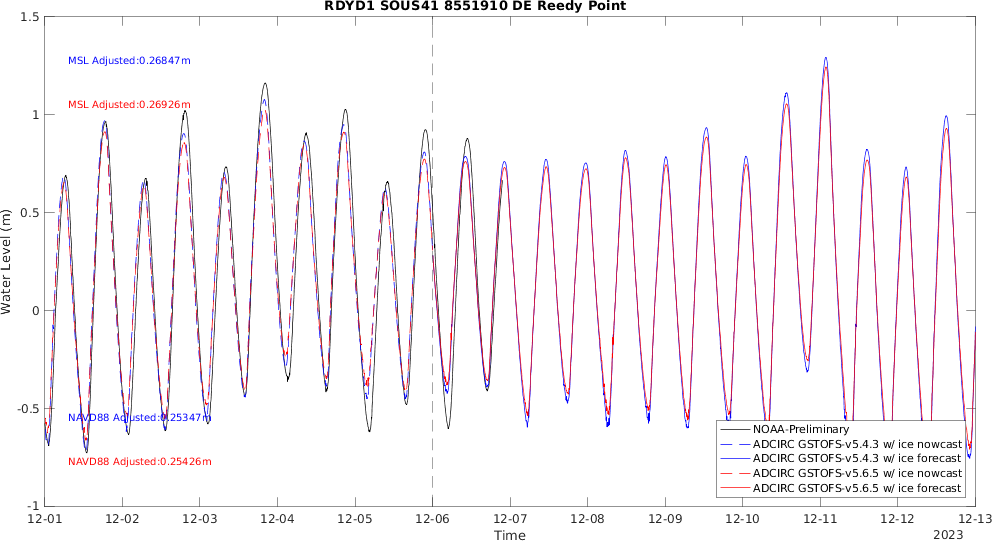 RDYD1 SOUS41 8551910 DE Reedy Point
1.5
1
0.5
0
-0.5
-1
Water Level (m)
MSL Adjusted:0.26847m
MSL Adjusted:0.26926m
NAVD88 Adjusted:0.25347m
NAVD88 Adjusted:0.25426m
NOAA-Preliminary
ADCIRC GSTOFS-v5.4.3 w/ ice nowcast
ADCIRC GSTOFS-v5.4.3 w/ ice forecast
ADCIRC GSTOFS-v5.6.5 w/ ice nowcast
ADCIRC GSTOFS-v5.6.5 w/ ice forecast
12-01 12-02 12-03 12-04 12-05 12-06 12-07 12-08 12-09 12-10 12-11 12-12 12-13
Time
2023